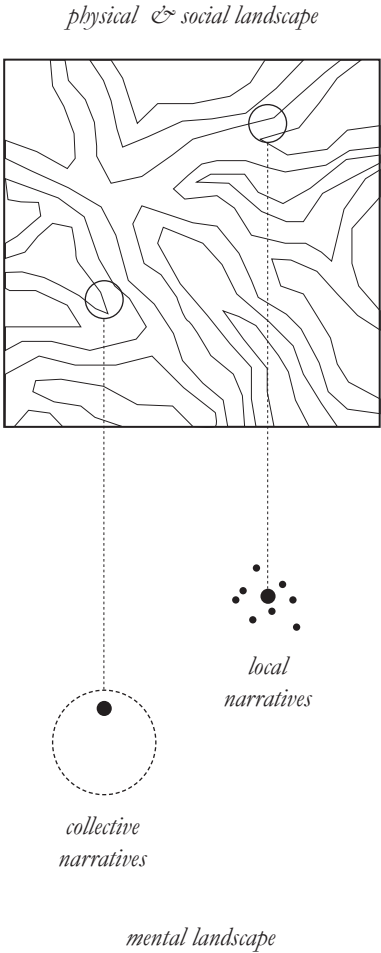 physical & social landscape
local
narratives
collective
narratives
mental landscape